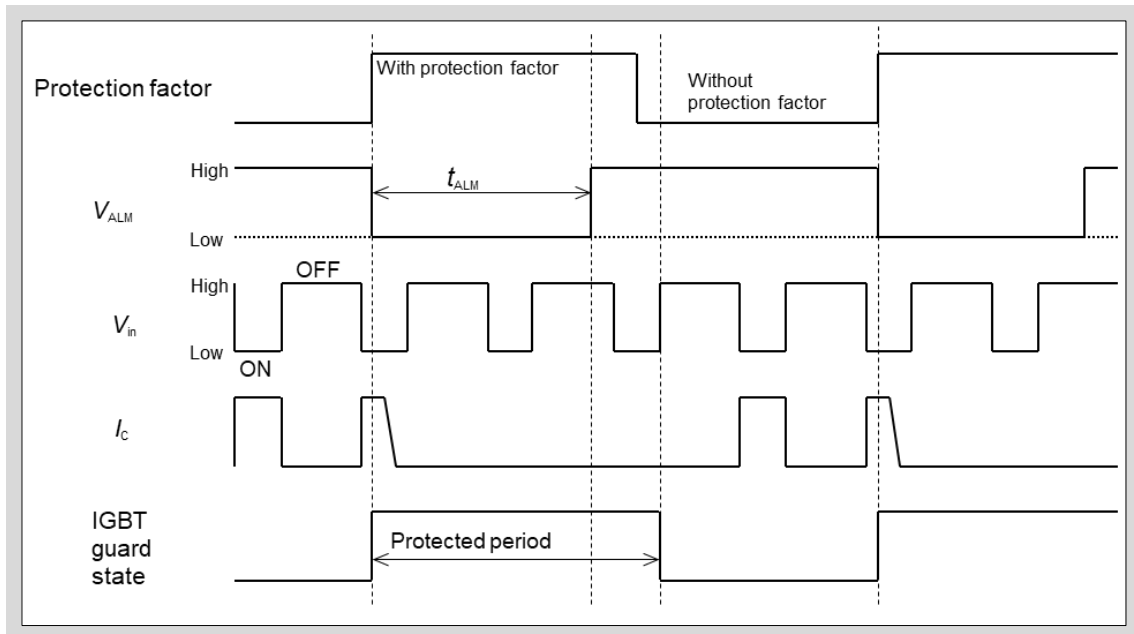 Protection factor
With protection factor
Without
protection factor
High
tALM
VALM
Low
OFF
High
Vin
Low
ON
IC
IGBT
guard
state
Protected period